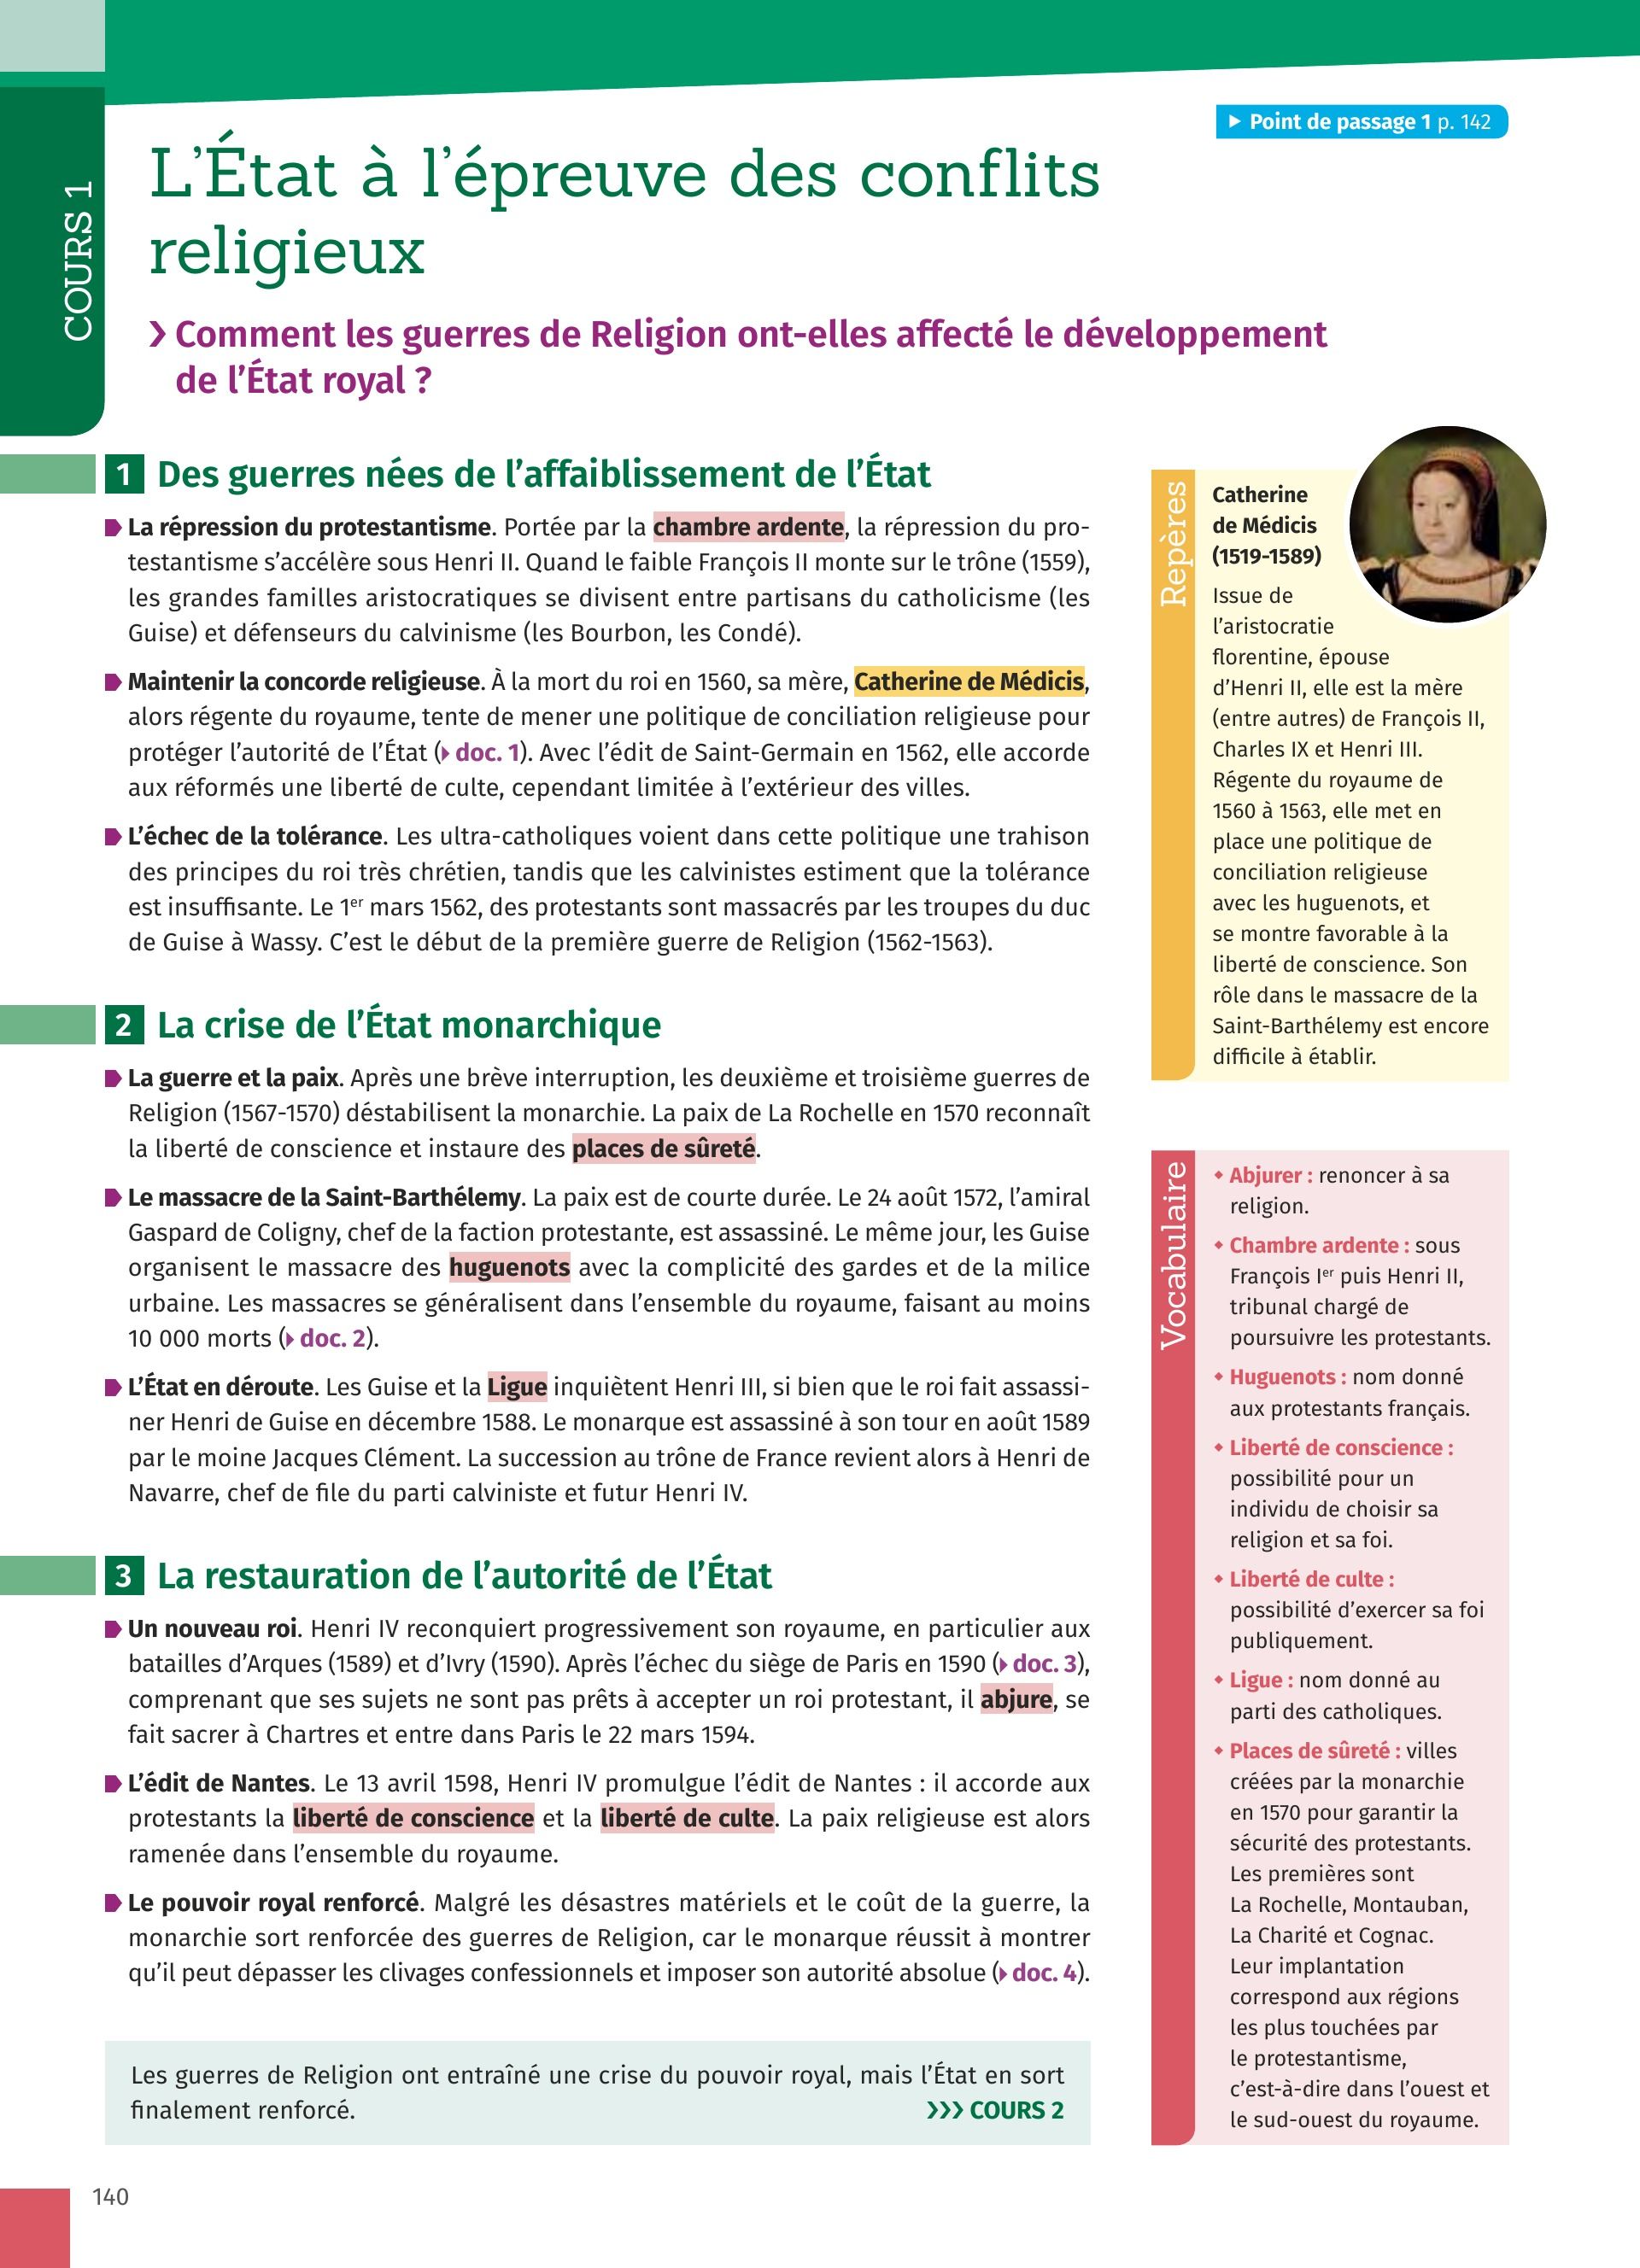 COURS 1
Point de passage 1 p. 142
L'État à l'épreuve des conflits
religieux
Comment les guerres de Religion ont-elles affecté le développement
de l'État royal ?
1 Des guerres nées de l'affaiblissement de l'État
La répression du protestantisme. Portée par la chambre ardente, la répression du pro-
testantisme s'accélère sous Henri II. Quand le faible François II monte sur le trône (1559),
les grandes familles aristocratiques se divisent entre partisans du catholicisme (les
Guise) et défenseurs du calvinisme (les Bourbon, les Condé).
Maintenir la concorde religieuse. À la mort du roi en 1560, sa mère, Catherine de Médicis,
alors régente du royaume, tente de mener une politique de conciliation religieuse pour
protéger l'autorité de l'État (doc. 1). Avec l'édit de Saint-Germain en 1562, elle accorde
aux réformés une liberté de culte, cependant limitée à l'extérieur des villes.
L'échec de la tolérance. Les ultra-catholiques voient dans cette politique une trahison
des principes du roi très chrétien, tandis que les calvinistes estiment que la tolérance
est insuffisante. Le 1er mars 1562, des protestants sont massacrés par les troupes du duc
de Guise à Wassy. C'est le début de la première guerre de Religion (1562-1563).
2 La crise de l'État monarchique
La guerre et la paix. Après une brève interruption, les deuxième et troisième guerres de
Religion (1567-1570) déstabilisent la monarchie. La paix de La Rochelle en 1570 reconnaît
la liberté de conscience et instaure des places de sûreté.
Le massacre de la Saint-Barthélemy. La paix est de courte durée. Le 24 août 1572, l'amiral
Gaspard de Coligny, chef de la faction protestante, est assassiné. Le même jour, les Guise
organisent le massacre des huguenots avec la complicité des gardes et de la milice
urbaine. Les massacres se généralisent dans l'ensemble du royaume, faisant au moins
10 000 morts (doc. 2).
L'État en déroute. Les Guise et la Ligue inquiètent Henri III, si bien que le roi fait assassi-
ner Henri de Guise en décembre 1588. Le monarque est assassiné à son tour en août 1589
par le moine Jacques Clément. La succession au trône de France revient alors à Henri de
Navarre, chef de file du parti calviniste et futur Henri IV.
3 La restauration de l'autorité de l'État
Un nouveau roi. Henri IV reconquiert progressivement son royaume, en particulier aux
batailles d'Arques (1589) et d'Ivry (1590). Après l'échec du siège de Paris en 1590 (doc. 3),
comprenant que ses sujets ne sont pas prêts à accepter un roi protestant, il abjure, se
fait sacrer à Chartres et entre dans Paris le 22 mars 1594.
L'édit de Nantes. Le 13 avril 1598, Henri IV promulgue l'édit de Nantes : il accorde aux
protestants la liberté de conscience et la liberté de culte. La paix religieuse est alors
ramenée dans l'ensemble du royaume.
Le pouvoir royal renforcé. Malgré les désastres matériels et le coût de la guerre, la
monarchie sort renforcée des guerres de Religion, car le monarque réussit à montrer
qu'il peut dépasser les clivages confessionnels et imposer son autorité absolue (doc. 4).
Les guerres de Religion ont entraîné une crise du pouvoir royal, mais l'État en sort
finalement renforcé. COURS 2
Repères
Catherine
de Médicis
(1519-1589)
Issue de
l'aristocratie
florentine, épouse
d'Henri II, elle est la mère
(entre autres) de François II,
Charles IX et Henri III.
Régente du royaume de
1560 à 1563, elle met en
place une politique de
conciliation religieuse
avec les huguenots, et
se montre favorable à la
liberté de conscience. Son
rôle dans le massacre de la
Saint-Barthélemy est encore
difficile à établir.
Vocabulaire
Abjurer : renoncer à sa
religion.
Chambre ardente : sous
François Ier puis Henri II,
tribunal chargé de
poursuivre les protestants.
Huguenots : nom donné
aux protestants français.
Liberté de conscience :
possibilité pour un
individu de choisir sa
religion et sa foi.
Liberté de culte :
possibilité d'exercer sa foi
publiquement.
Ligue : nom donné au
parti des catholiques.
Places de sûreté : villes
créées par la monarchie
en 1570 pour garantir la
sécurité des protestants.
Les premières sont
La Rochelle, Montauban,
La Charité et Cognac.
Leur implantation
correspond aux régions
les plus touchées par
le protestantisme,
c'est-à-dire dans l'ouest et
le sud-ouest du royaume.
140